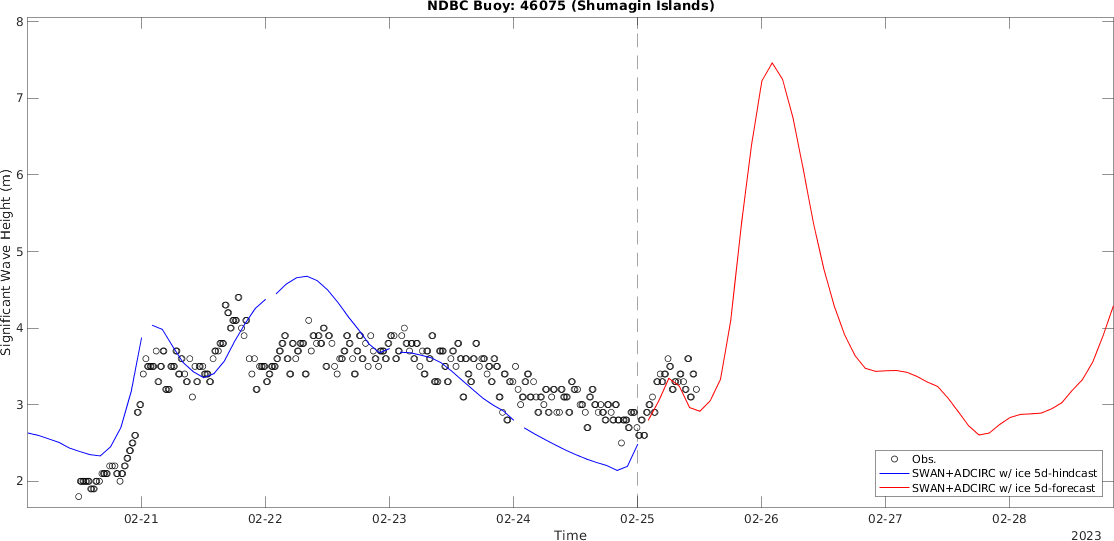 NDBC Buoy: 46075 (Shumagin Islands)
8
7
6
5
4
3
2
Significant Wave Height (m)
Obs.
SWAN+ADCIRC w/ ice 5d-hindcast
SWAN+ADCIRC w/ ice 5d-forecast
02-21 02-22 02-23 02-24 02-25 02-26 02-27 02-28
Time
2023